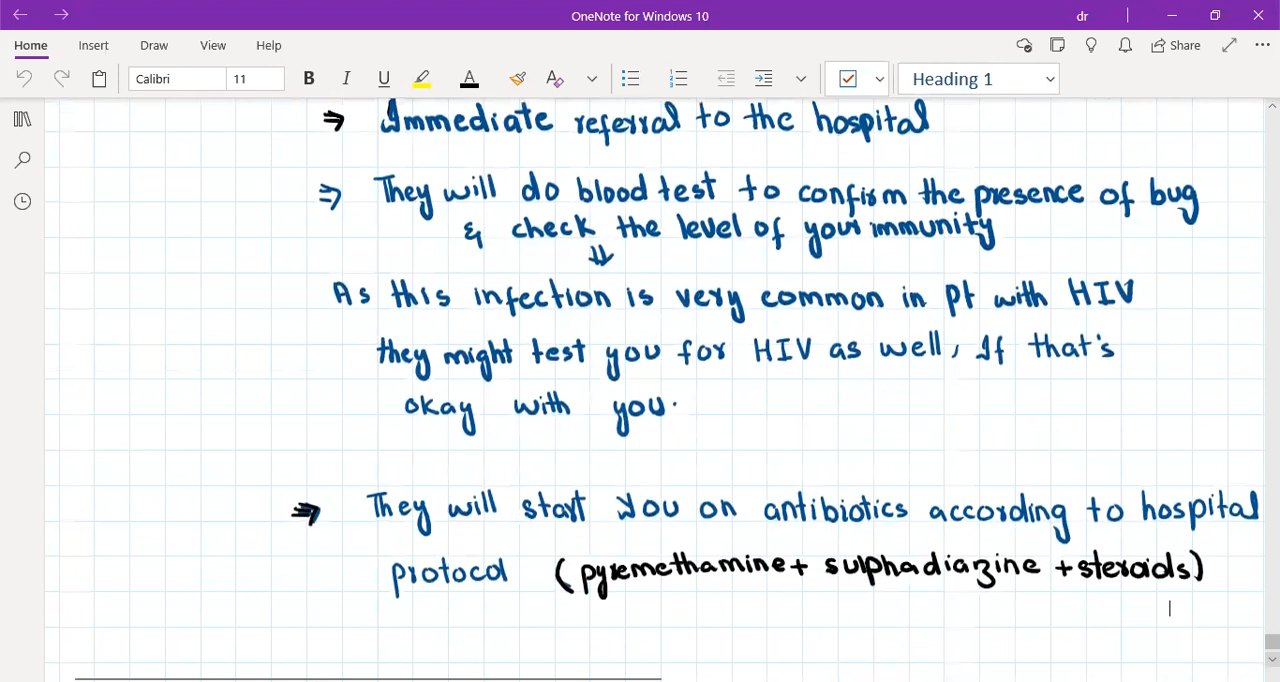 OneNote for Windows 10
dr
Home Insert Draw View Help
Share
Calibri 11 B I U A A Heading 1
⇒ Immediate referral to the hospital
⇒ They will do blood test to confirm the presence of bug
& check the level of your immunity
⇓
As this infection is very common in pt with HIV
they might test you for HIV as well, If that's
okay with you.
⇒ They will start you on antibiotics according to hospital
protocol (pyremethamine + sulphadiazine + steroids)